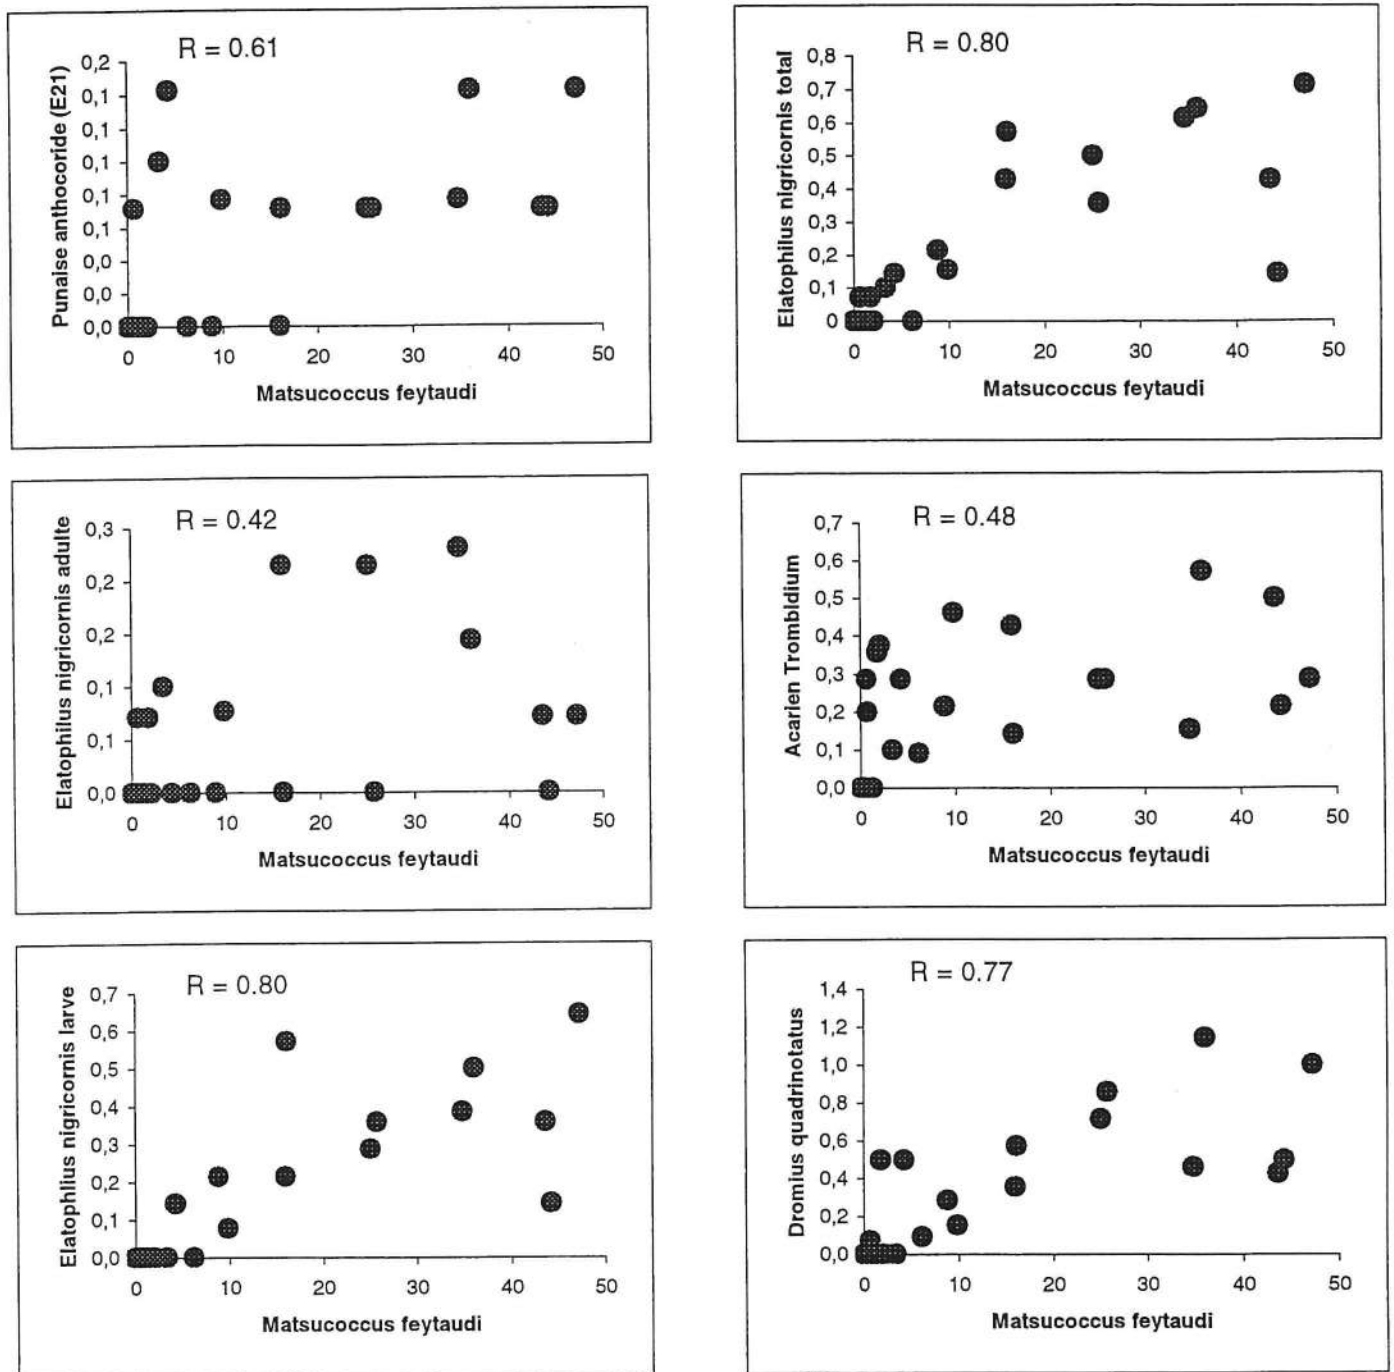 R = 0.61
Punaise anthocoride (E21)
0,2
0,1
0,1
0,1
0,1
0,1
0,0
0,0
0,0
0 10 20 30 40 50
Matsucoccus feytaudi
R = 0.80
Elatophilus nigricornis total
0,8
0,7
0,6
0,5
0,4
0,3
0,2
0,1
0
0 10 20 30 40 50
Matsucoccus feytaudi
R = 0.42
Elatophilus nigricornis adulte
0,3
0,2
0,2
0,1
0,1
0,0
0 10 20 30 40 50
Matsucoccus feytaudi
R = 0.48
Acarien Trombidium
0,7
0,6
0,5
0,4
0,3
0,2
0,1
0,0
0 10 20 30 40 50
Matsucoccus feytaudi
R = 0.80
Elatophilus nigricornis larve
0,7
0,6
0,5
0,4
0,3
0,2
0,1
0,0
0 10 20 30 40 50
Matsucoccus feytaudi
R = 0.77
Dromius quadrinotatus
1,4
1,2
1,0
0,8
0,6
0,4
0,2
0,0
0 10 20 30 40 50
Matsucoccus feytaudi